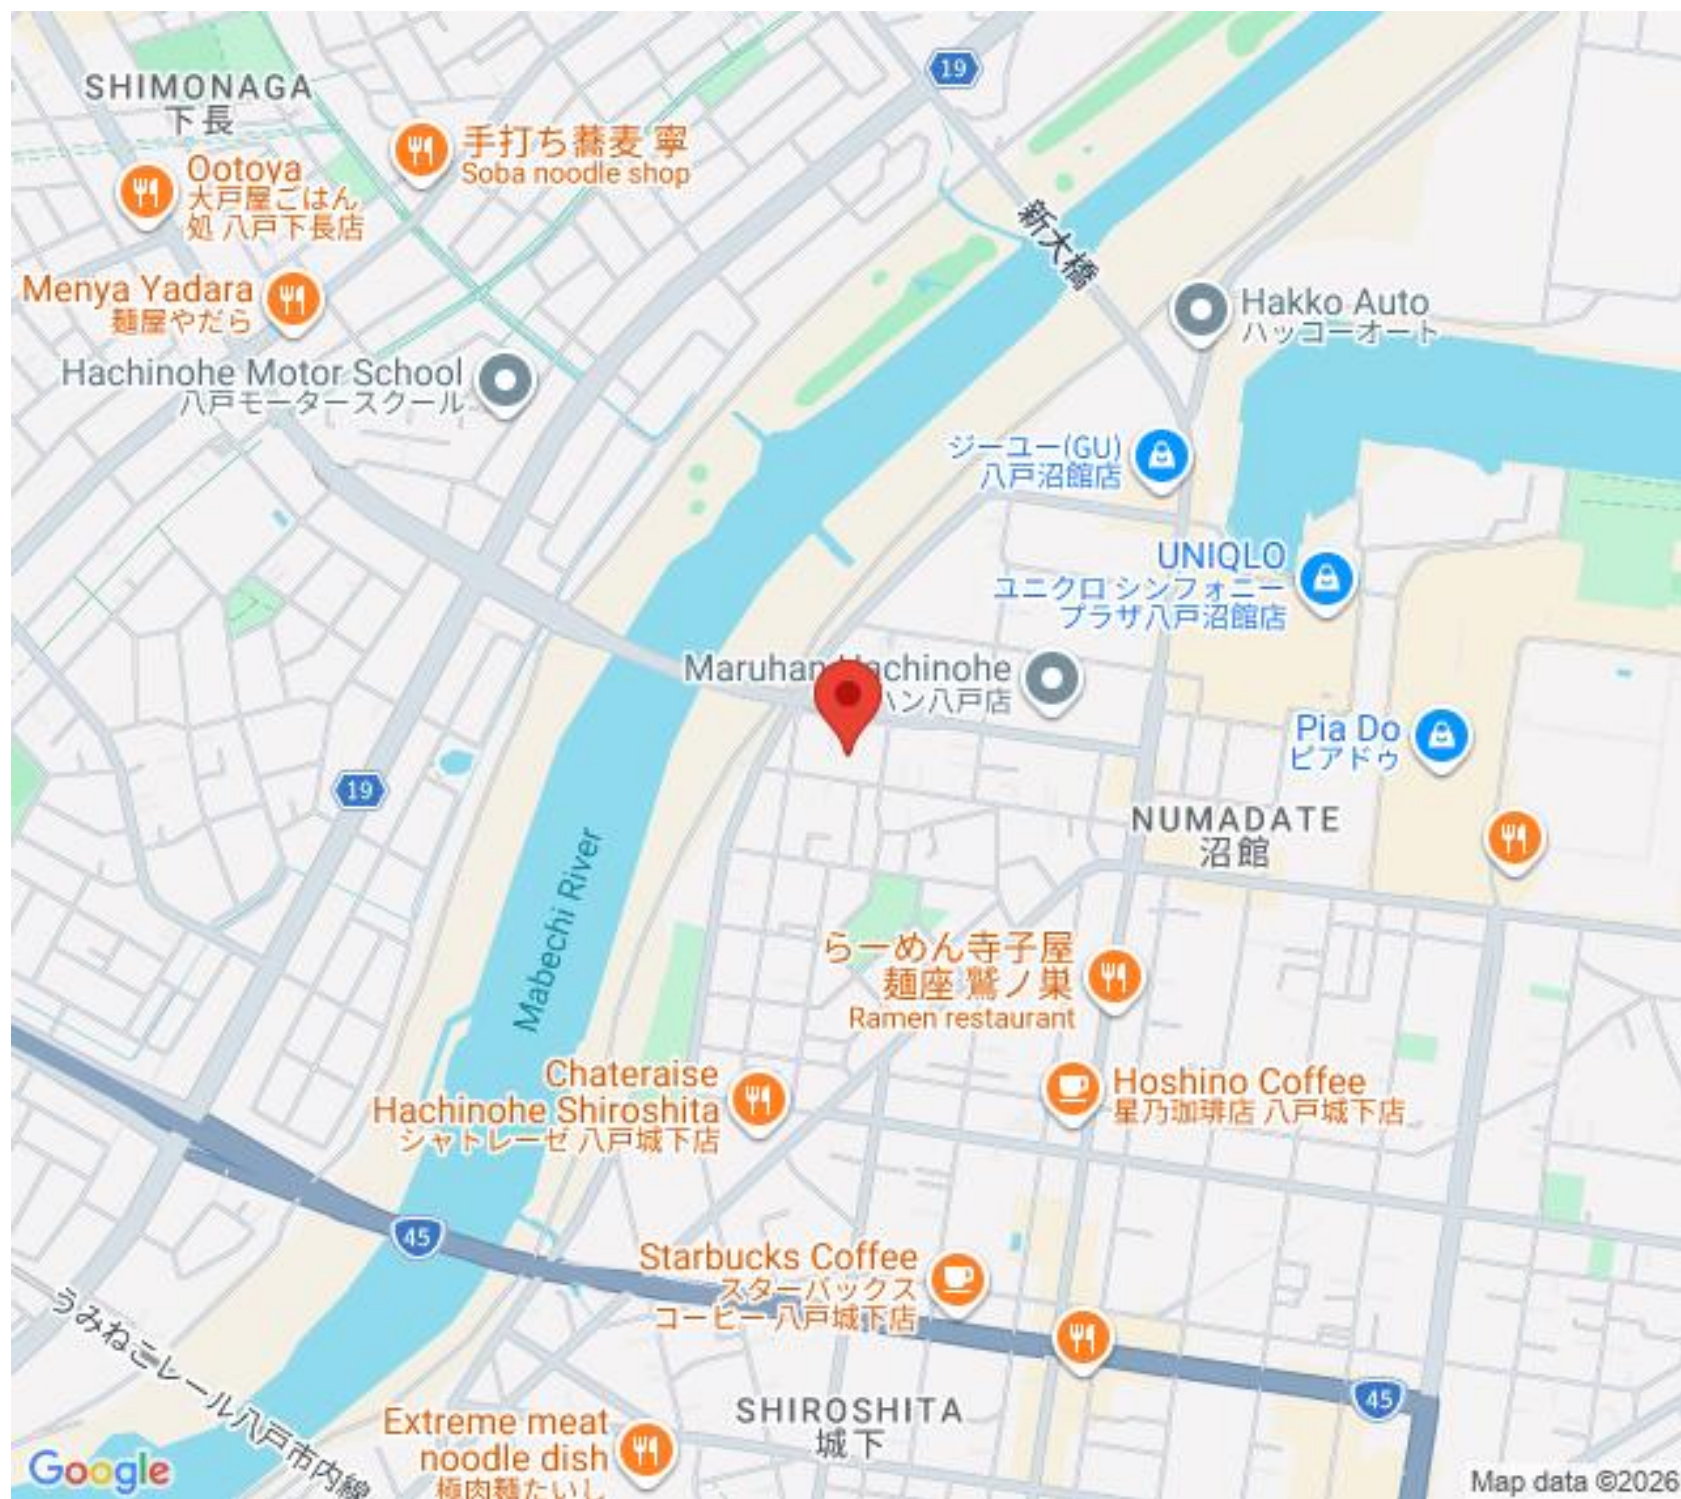 19
SHIMONAGA
下長
手打ち蕎麦 寧
Soba noodle shop
Ootoya
大戸屋ごはん
処 八戸下長店
新大橋
Menya Yadara
麺屋やだら
Hakko Auto
ハッコーオート
Hachinohe Motor School
八戸モータースクール
ジーユー(GU)
八戸沼館店
UNIQLO
ユニクロ シンフォニー
プラザ八戸沼館店
Maruhan Hachinohe
ハン八戸店
Pia Do
ピアドゥ
19
NUMADATE
沼館
Mabechi River
らーめん寺子屋
麺座 鷲ノ巣
Ramen restaurant
Chateraise
Hachinohe Shiroshita
シャトレーゼ 八戸城下店
Hoshino Coffee
星乃珈琲店 八戸城下店
45
Starbucks Coffee
スターバックス
コーヒー 八戸城下店
うみねこレール八戸市内線
45
SHIROSHITA
城下
Extreme meat
noodle dish
極肉麺たいし
Google
Map data ©2026